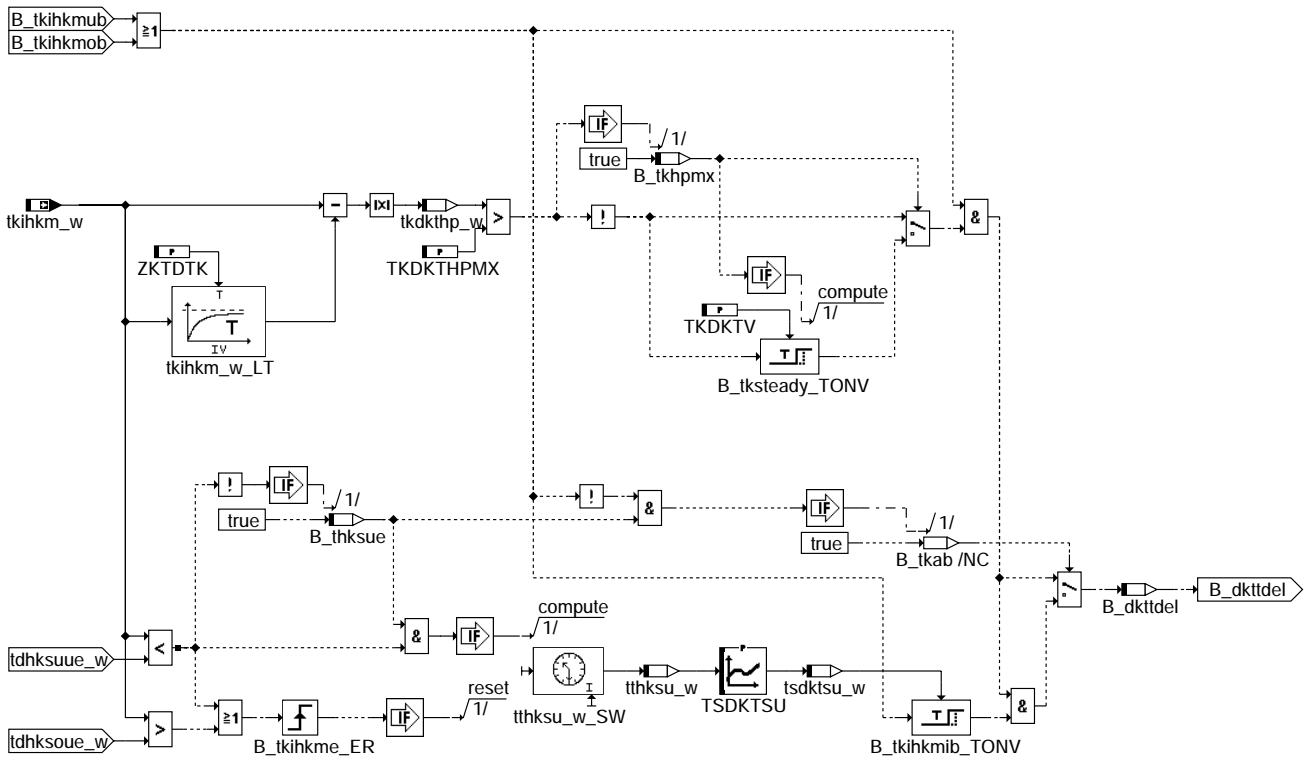 B_tkihkmub
B_tkihkmob
≧1
IF
/1/
true
B_tkhpmx
tkihkm_w
−
|x|
tkdkthp_w
>
!
&
P
ZKTDTK
P
TKDKTHPMX
IF
compute
1/
T
T
IV
tkihkm_w_LT
P
TKDKTV
T
B_tksteady_TONV
!
IF
/1/
true
B_thksue
!
&
IF
/1/
true
B_tkab /NC
B_dkttdel
B_dkttdel
tdhksuue_w
<
&
IF
compute
1/
I
tthksu_w_SW
tthksu_w
P
TSDKTSU
tsdktsu_w
tdhksoue_w
>
≧1
B_tkihkme_ER
IF
reset
1/
T
B_tkihkmib_TONV
&